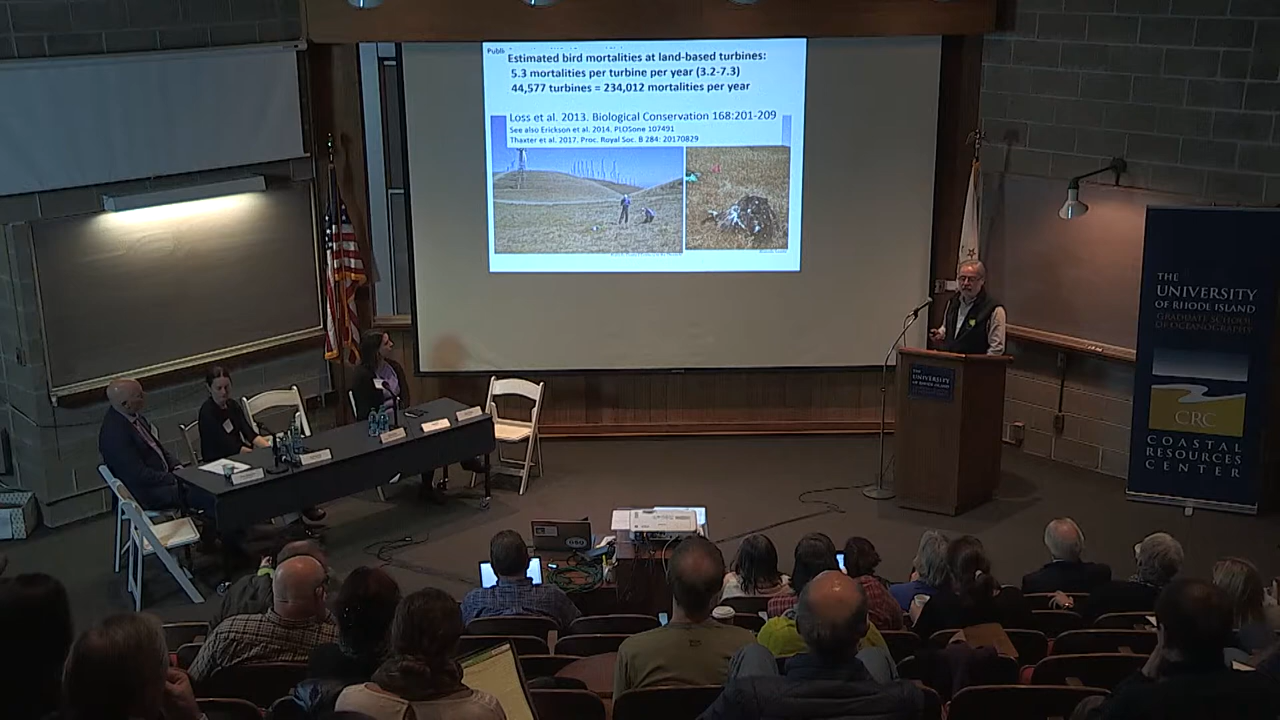 Publi
Estimated bird mortalities at land-based turbines:
5.3 mortalities per turbine per year (3.2-7.3)
44,577 turbines = 234,012 mortalities per year
Loss et al. 2013. Biological Conservation 168:201-209
See also Erickson et al. 2014. PLOSone 107491
Thaxter et al. 2017. Proc. Royal Soc. B 284: 20170829
THE
UNIVERSITY
OF RHODE ISLAND
THE
UNIVERSITY
OF RHODE ISLAND
GRADUATE SCHOOL
OF OCEANOGRAPHY
CRC
COASTAL
RESOURCES
CENTER